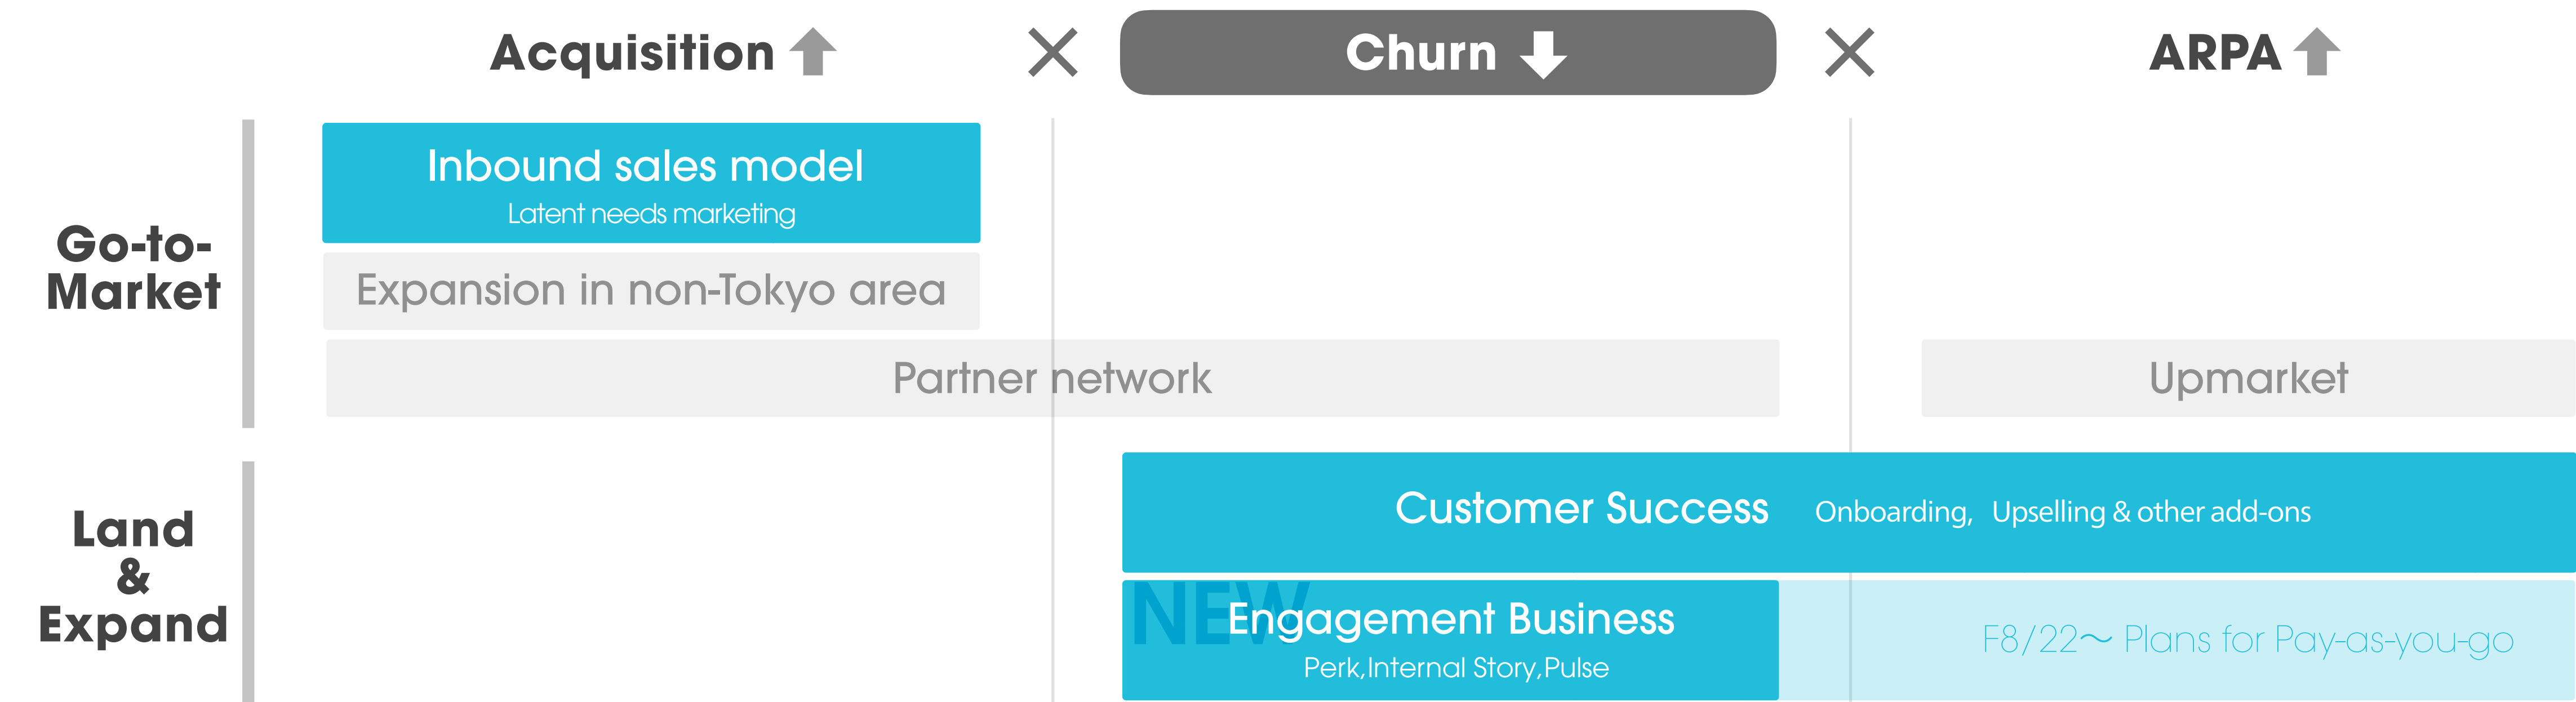 Acquisition
Churn
ARPA
Go-to-
Market
Inbound sales model
Latent needs marketing
Expansion in non-Tokyo area
Partner network
Upmarket
Land
&
Expand
Customer Success Onboarding, Upselling & other add-ons
NEW
Engagement Business
Perk,Internal Story,Pulse
F8/22〜 Plans for Pay-as-you-go